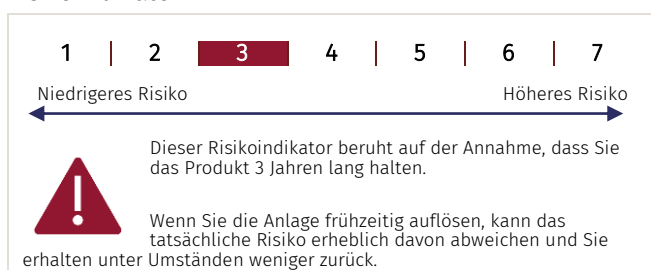 1 | 2 | 3 | 4 | 5 | 6 | 7
Niedrigeres Risiko Höheres Risiko
Dieser Risikoindikator beruht auf der Annahme, dass Sie
das Produkt 3 Jahren lang halten.
Wenn Sie die Anlage frühzeitig auflösen, kann das
tatsächliche Risiko erheblich davon abweichen und Sie
erhalten unter Umständen weniger zurück.